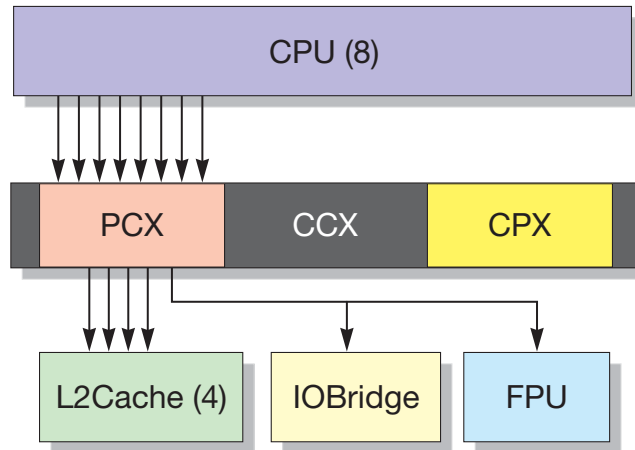 CPU (8)
PCX
CCX
CPX
L2Cache (4)
IOBridge
FPU